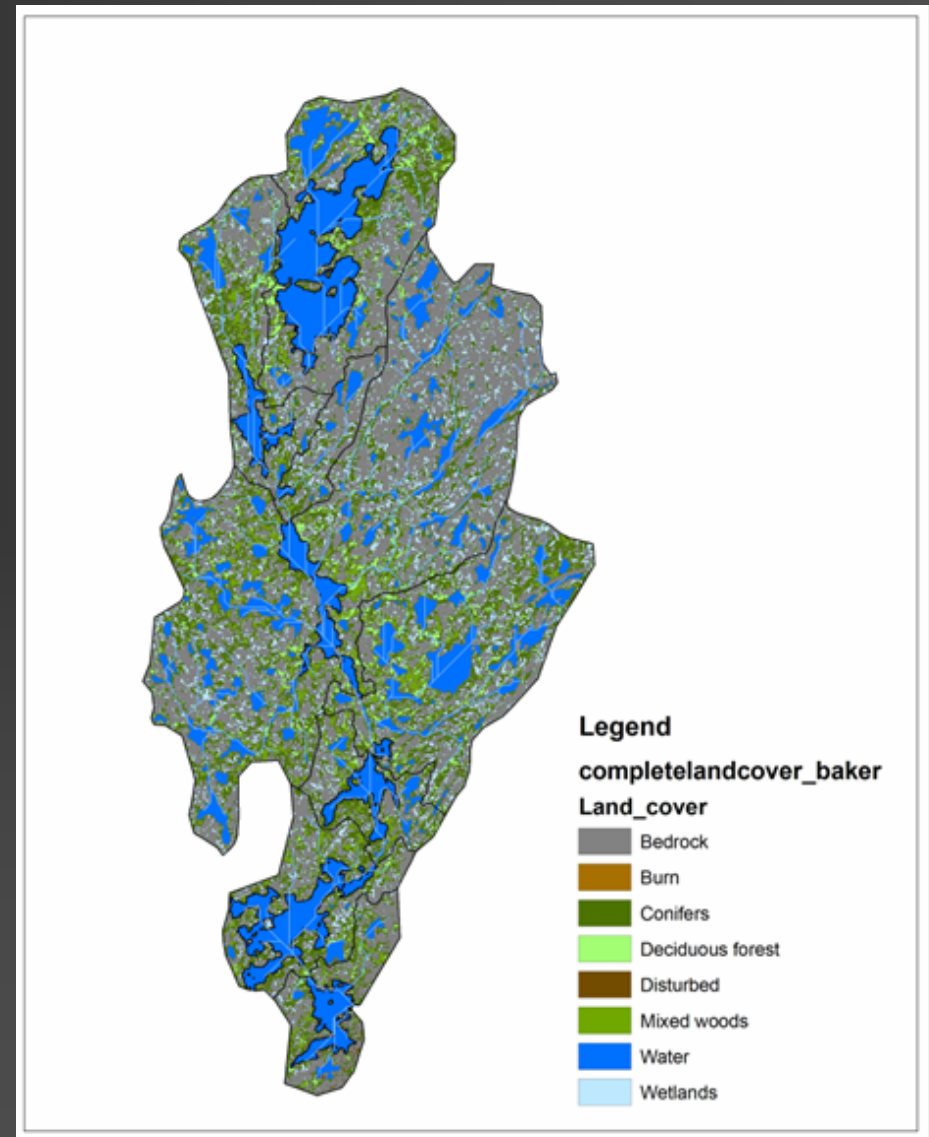 Legend
completelandcover_baker
Land_cover
Bedrock
Burn
Conifers
Deciduous forest
Disturbed
Mixed woods
Water
Wetlands